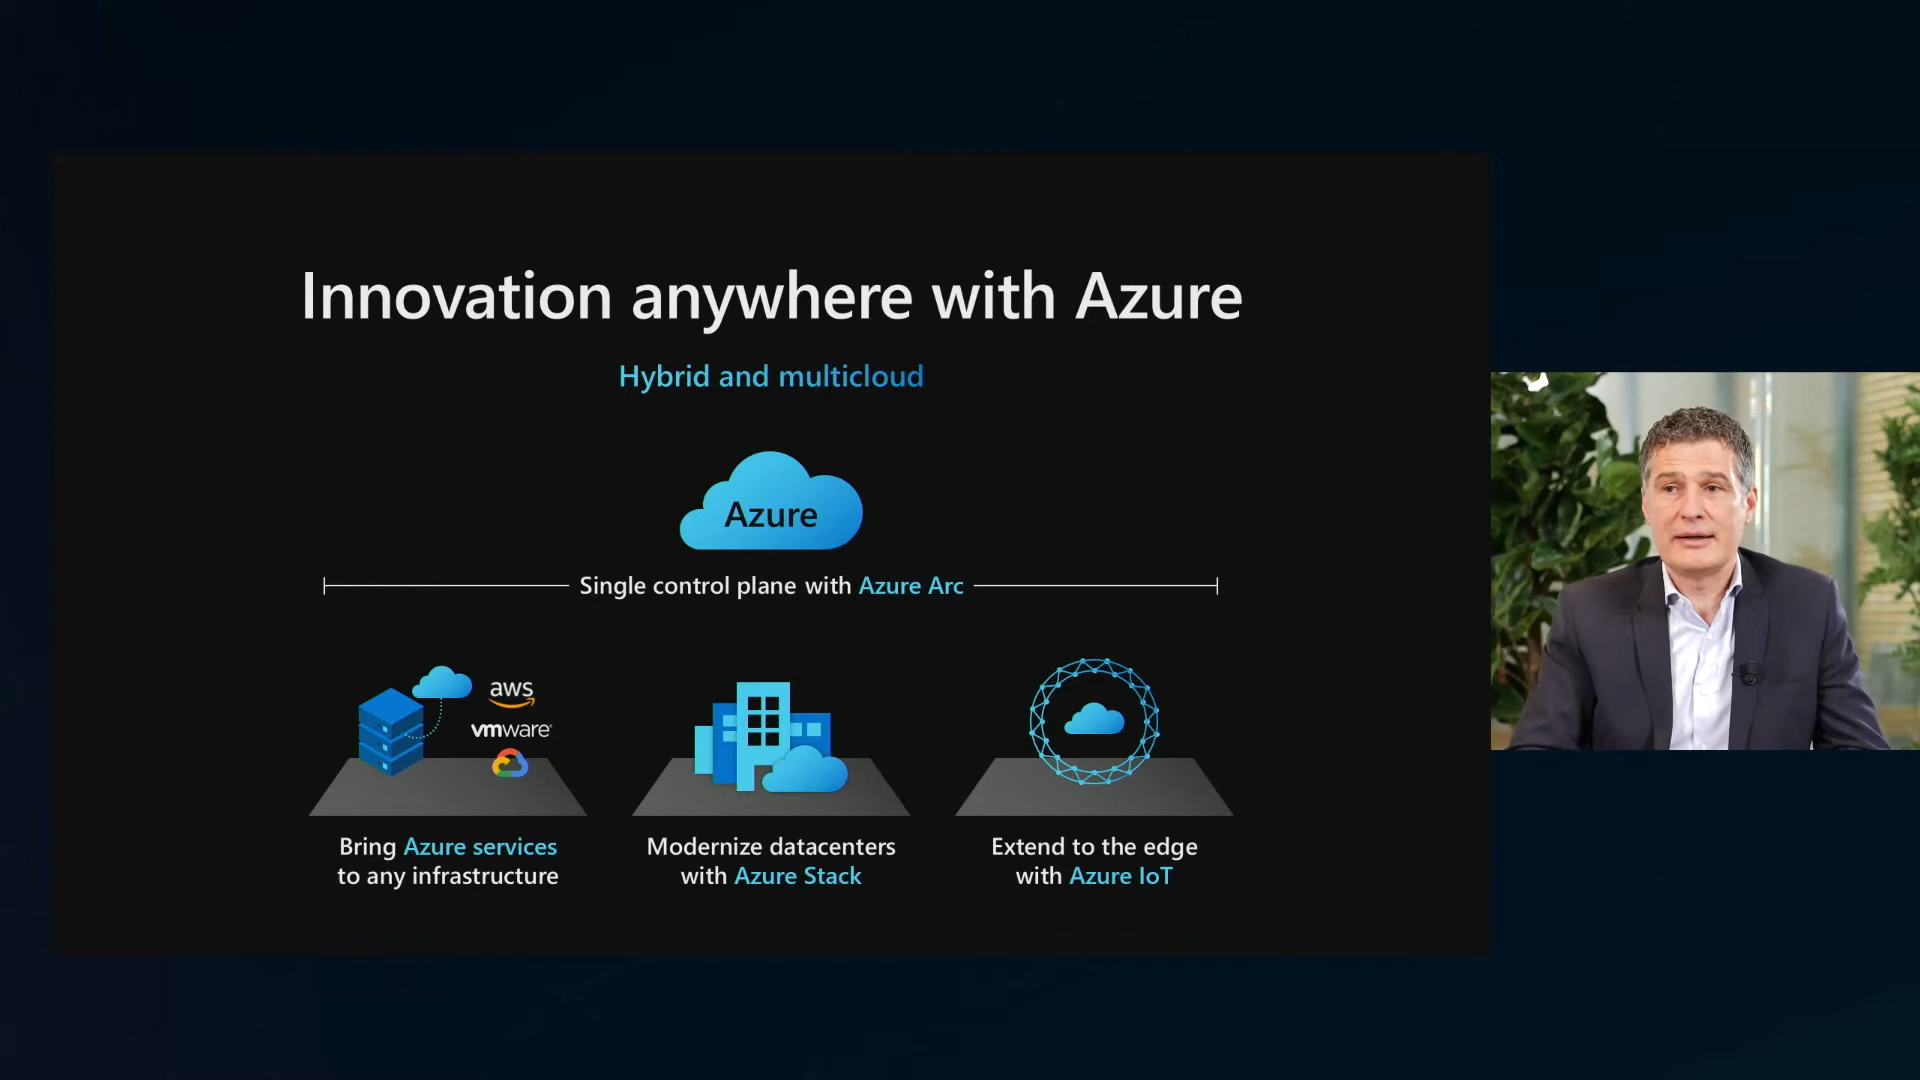 Innovation anywhere with Azure
Hybrid and multicloud
Azure
Single control plane with Azure Arc
aws
vmware®
Bring Azure services
to any infrastructure
Modernize datacenters
with Azure Stack
Extend to the edge
with Azure IoT